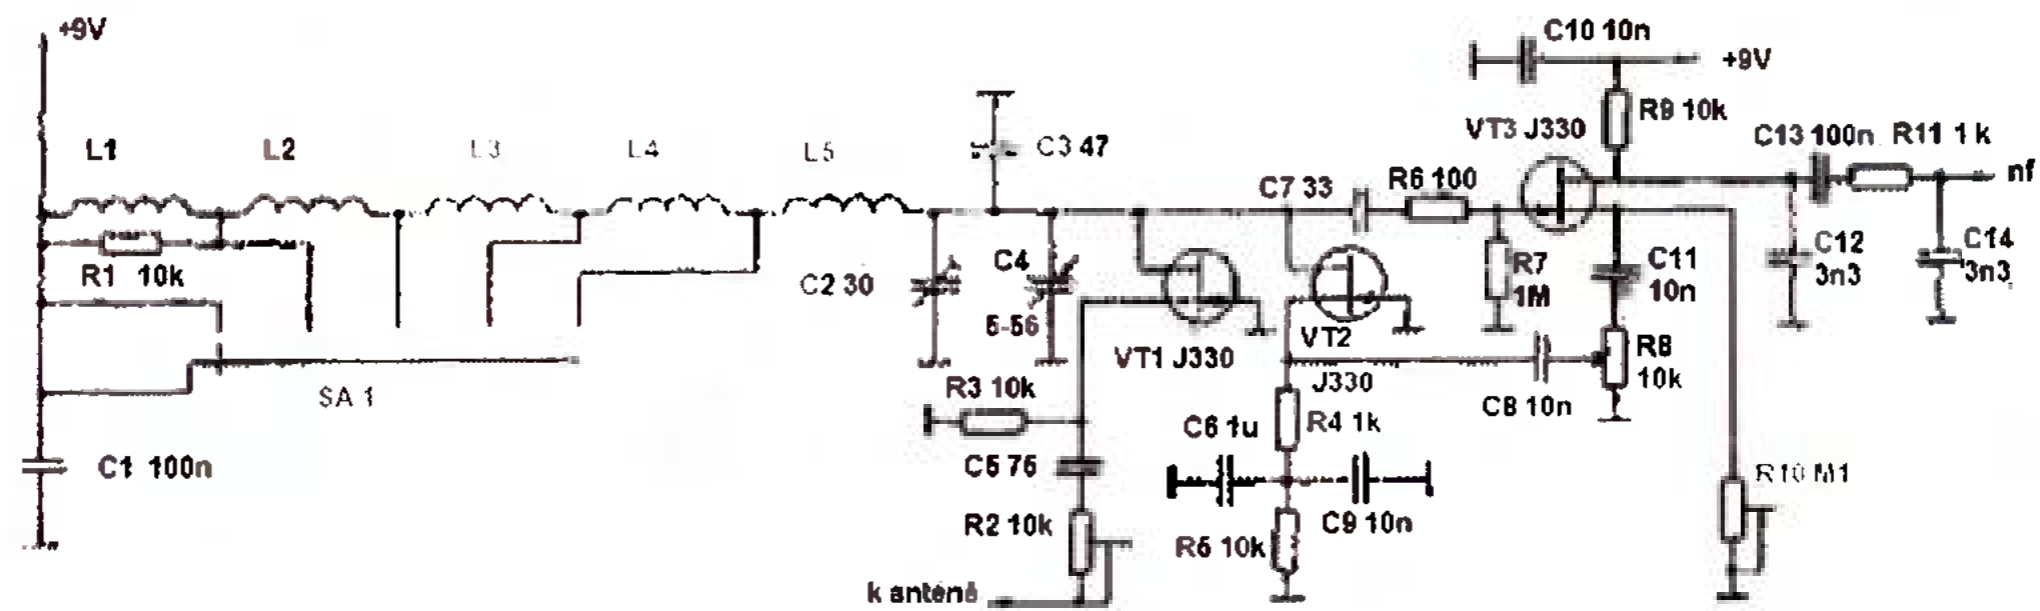 +9V
L1
L2
L3
L4
L5
R1 10k
SA 1
C1 100n
C3 47
C2 30
C4
5-56
VT1 J330
R3 10k
C5 75
R2 10k
k anténě
C7 33
R6 100
VT2
J330
R4 1k
C6 1u
C9 10n
R5 10k
C8 10n
R7
1M
VT3 J330
C10 10n
+9V
R9 10k
C11
10n
R8
10k
C13 100n
R11 1 k
nf
C12
3n3
C14
3n3
R10 M1